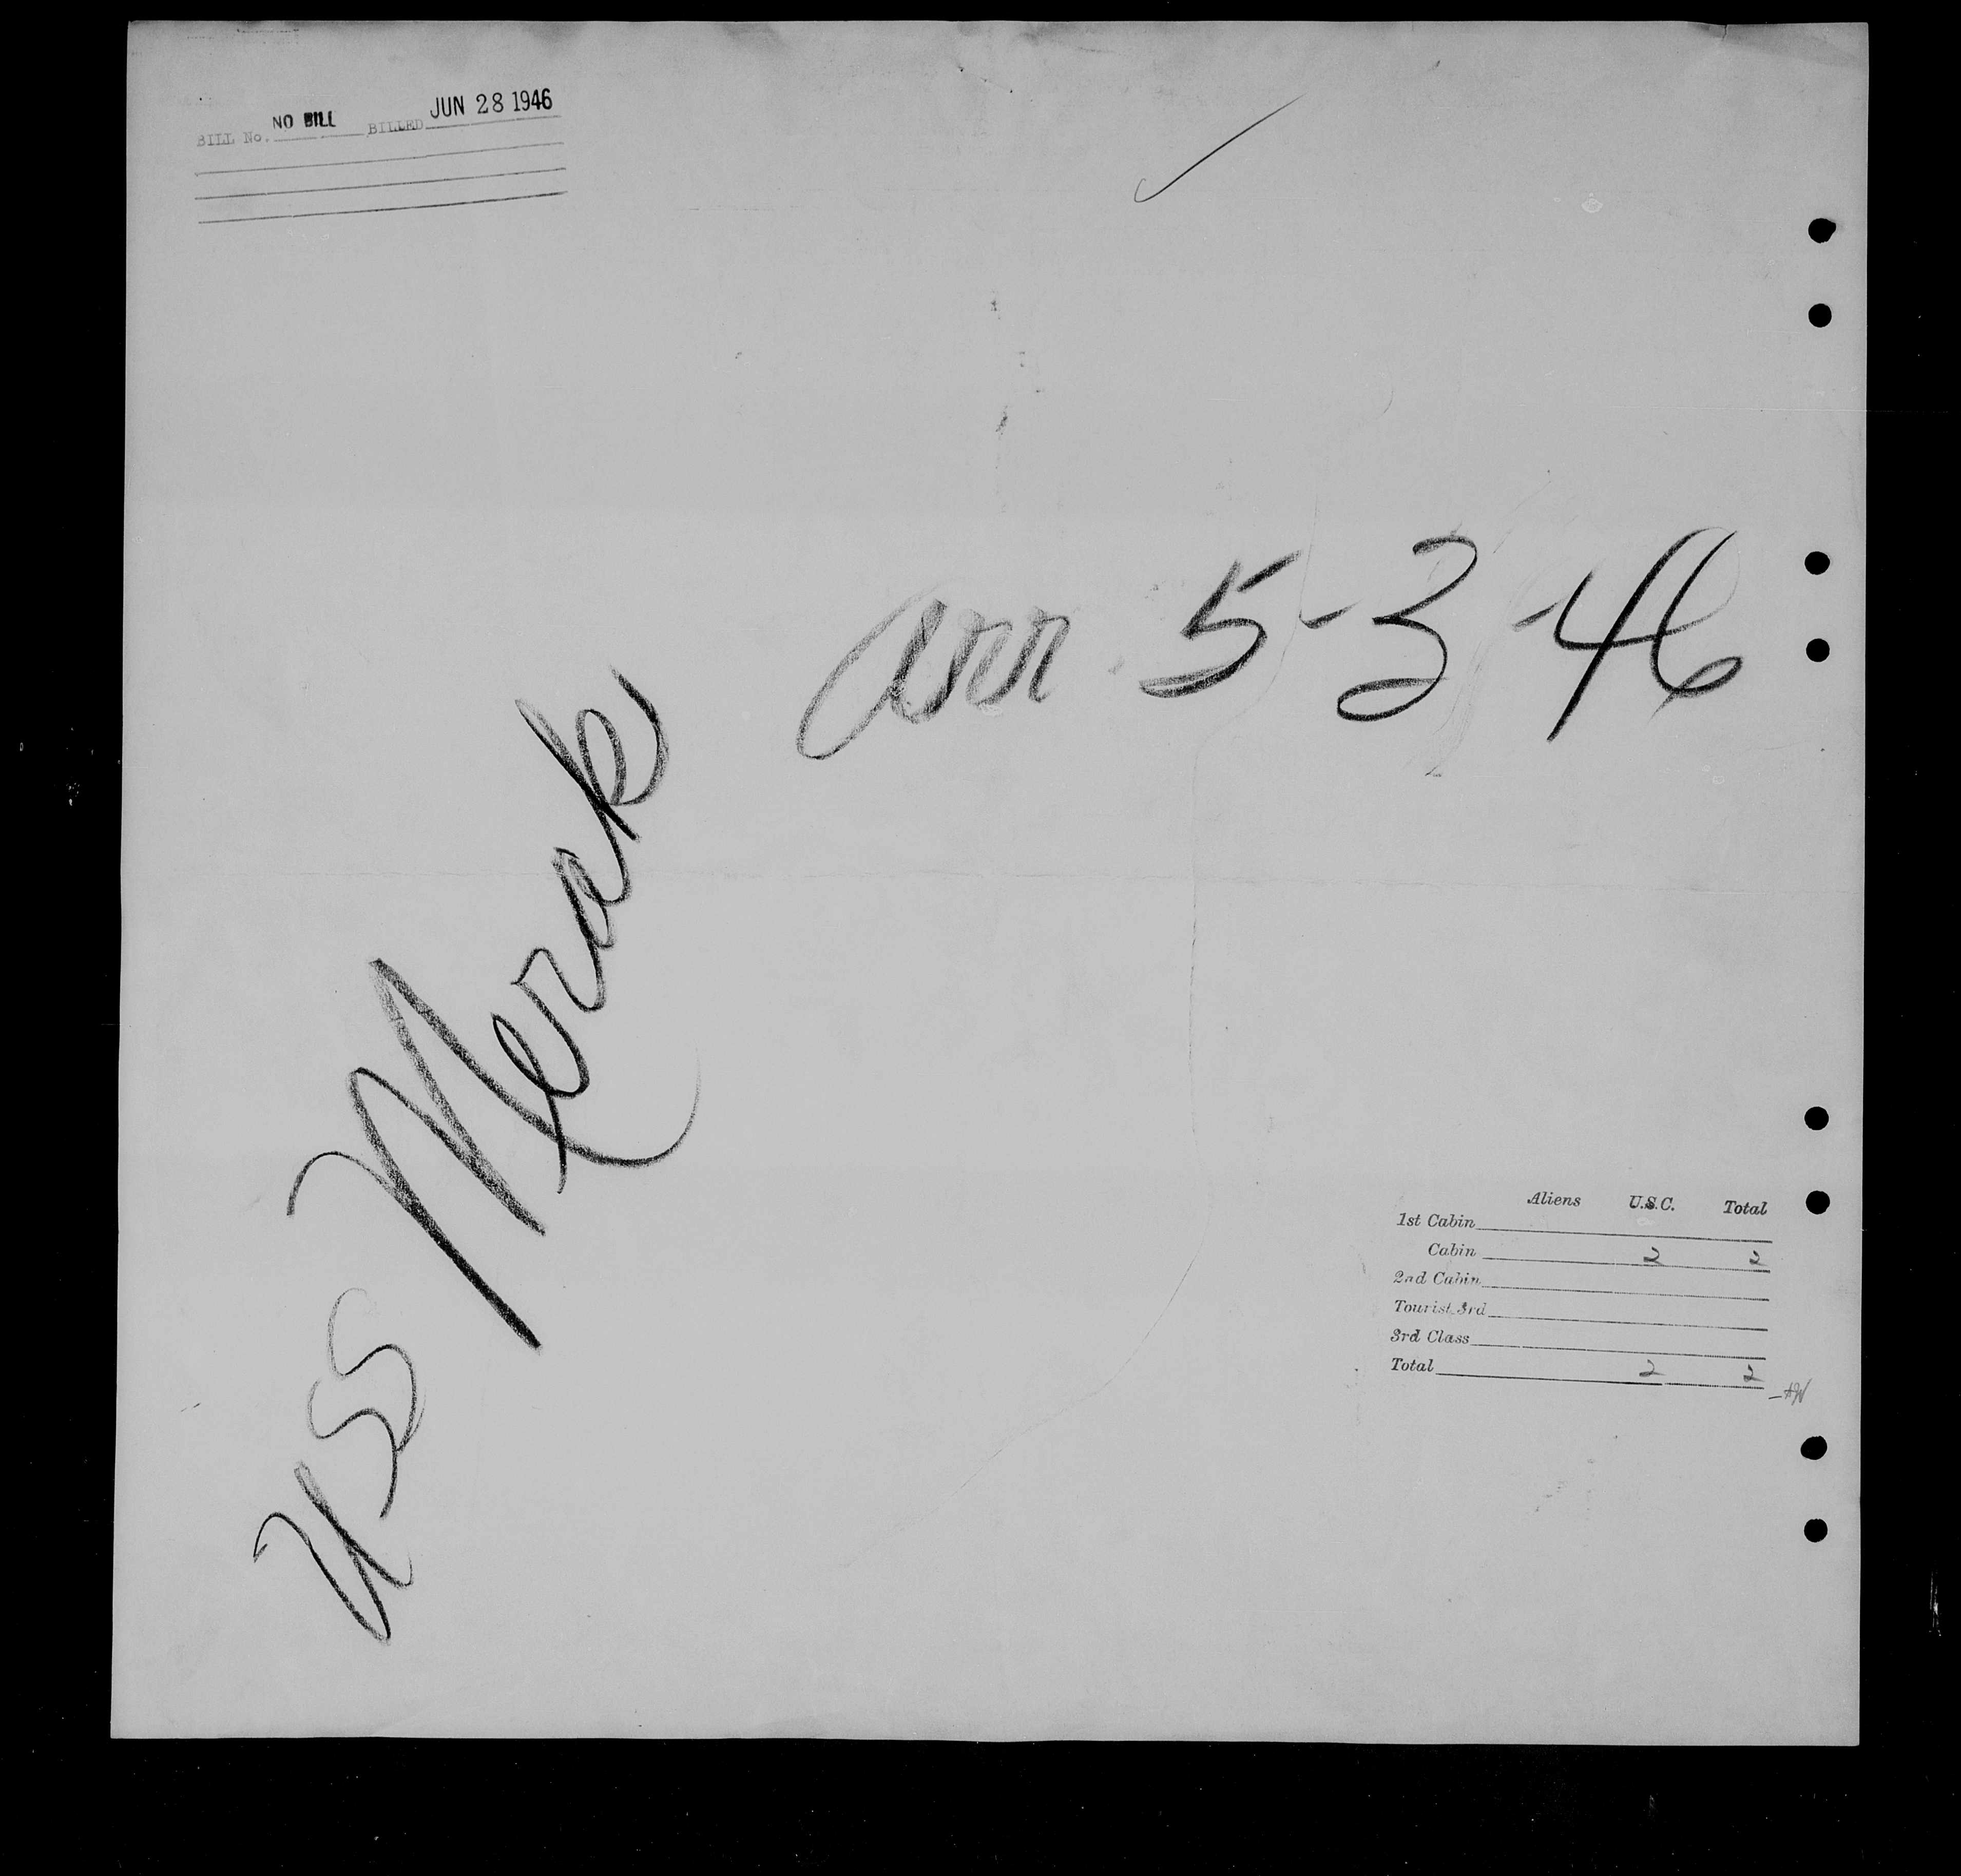 BILL No. NO BILL BILLED JUN 28 1946
arr 5-3-46
USS Merak
Aliens U.S.C. Total
1st Cabin
Cabin 2 2
2nd Cabin
Tourist 3rd
3rd Class
Total 2 2